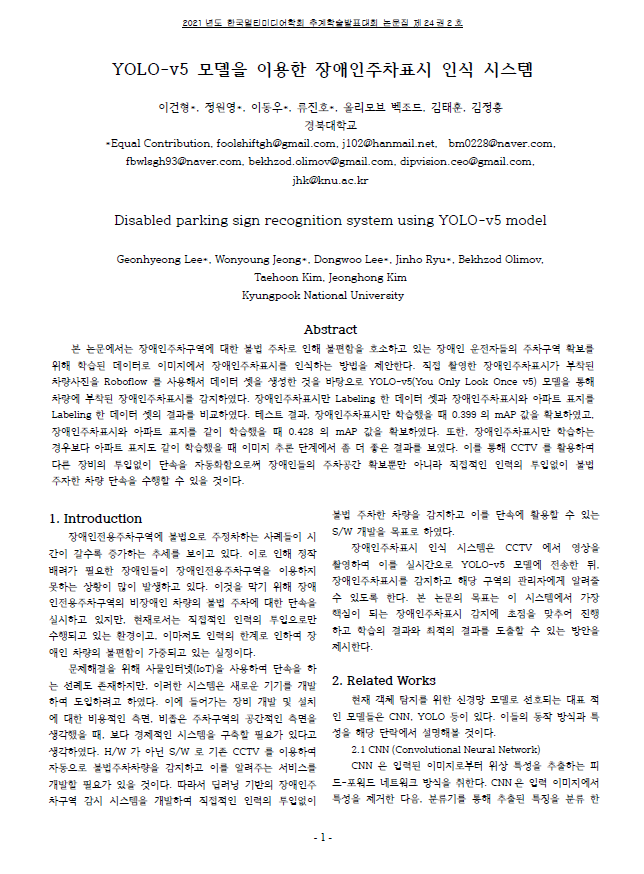 2021 년도 한국멀티미디어학회 추계학술발표대회 논문집 제 24 권 2 호
YOLO-v5 모델을 이용한 장애인주차표시 인식 시스템
이건형*, 정원영*, 이동우*, 류진호*, 올리모브 벡조드, 김태훈, 김정홍
경북대학교
*Equal Contribution, foolshiftgh@gmail.com, j102@hanmail.net, bm0228@naver.com,
fbwlsgh93@naver.com, bekhzod.olimov@gmail.com, dipvision.ceo@gmail.com,
jhk@knu.ac.kr
Disabled parking sign recognition system using YOLO-v5 model
Geonhyeong Lee*, Wonyoung Jeong*, Dongwoo Lee*, Jinho Ryu*, Bekhzod Olimov,
Taehoon Kim, Jeonghong Kim
Kyungpook National University
Abstract
본 논문에서는 장애인주차구역에 대한 불법 주차로 인해 불편함을 호소하고 있는 장애인 운전자들의 주차구역 확보를
위해 학습된 데이터로 이미지에서 장애인주차표시를 인식하는 방법을 제안한다. 직접 촬영한 장애인주차표시가 부착된
차량사진을 Roboflow 를 사용해서 데이터 셋을 생성한 것을 바탕으로 YOLO-v5(You Only Look Once v5) 모델을 통해
차량에 부착된 장애인주차표시를 감지하였다. 장애인주차표시만 Labeling 한 데이터 셋과 장애인주차표시와 아파트 표지를
Labeling 한 데이터 셋의 결과를 비교하였다. 테스트 결과, 장애인주차표시만 학습했을 때 0.399 의 mAP 값을 확보하였고,
장애인주차표시와 아파트 표지를 같이 학습했을 때 0.428 의 mAP 값을 확보하였다. 또한, 장애인주차표시만 학습하는
경우보다 아파트 표지도 같이 학습했을 때 이미지 추론 단계에서 좀 더 좋은 결과를 보였다. 이를 통해 CCTV 를 활용하여
다른 장비의 투입없이 단속을 자동화함으로써 장애인들의 주차공간 확보뿐만 아니라 직접적인 인력의 투입없이 불법
주차한 차량 단속을 수행할 수 있을 것이다.
1. Introduction
장애인전용주차구역에 불법으로 주정차하는 사례들이 시
간이 갈수록 증가하는 추세를 보이고 있다. 이로 인해 정작
배려가 필요한 장애인들이 장애인전용주차구역을 이용하지
못하는 상황이 많이 발생하고 있다. 이것을 막기 위해 장애
인전용주차구역의 비장애인 차량의 불법 주차에 대한 단속을
실시하고 있지만, 현재로서는 직접적인 인력의 투입으로만
수행되고 있는 환경이고, 이마저도 인력의 한계로 인하여 장
애인 차량의 불편함이 가중되고 있는 실정이다.
문제해결을 위해 사물인터넷(IoT)을 사용하여 단속을 하
는 선례도 존재하지만, 이러한 시스템은 새로운 기기를 개발
하여 도입하려고 하였다. 이에 들어가는 장비 개발 및 설치
에 대한 비용적인 측면, 비좁은 주차구역의 공간적인 측면을
생각했을 때, 보다 경제적인 시스템을 구축할 필요가 있다고
생각하였다. H/W 가 아닌 S/W 로 기존 CCTV 를 이용하여
자동으로 불법주차차량을 감지하고 이를 알려주는 서비스를
개발할 필요가 있을 것이다. 따라서 딥러닝 기반의 장애인주
차구역 감시 시스템을 개발하여 직접적인 인력의 투입없이
불법 주차한 차량을 감지하고 이를 단속에 활용할 수 있는
S/W 개발을 목표로 하였다.
장애인주차표시 인식 시스템은 CCTV 에서 영상을
촬영하여 이를 실시간으로 YOLO-v5 모델에 전송한 뒤,
장애인주차표시를 감지하고 해당 구역의 관리자에게 알려줄
수 있도록 한다. 본 논문의 목표는 이 시스템에서 가장
핵심이 되는 장애인주차표시 감지에 초점을 맞추어 진행
하고 학습의 결과와 최적의 결과를 도출할 수 있는 방안을
제시한다.
2. Related Works
현재 객체 탐지를 위한 신경망 모델로 선호되는 대표 적
인 모델들은 CNN, YOLO 등이 있다. 이들의 동작 방식과 특
성을 해당 단락에서 설명해볼 것이다.
2.1 CNN (Convolutional Neural Network)
CNN 은 입력된 이미지로부터 위상 특성을 추출하는 피
드-포워드 네트워크 방식을 취한다. CNN은 입력 이미지에서
특성을 제거한 다음, 분류기를 통해 추출된 특징을 분류 한
- 1 -